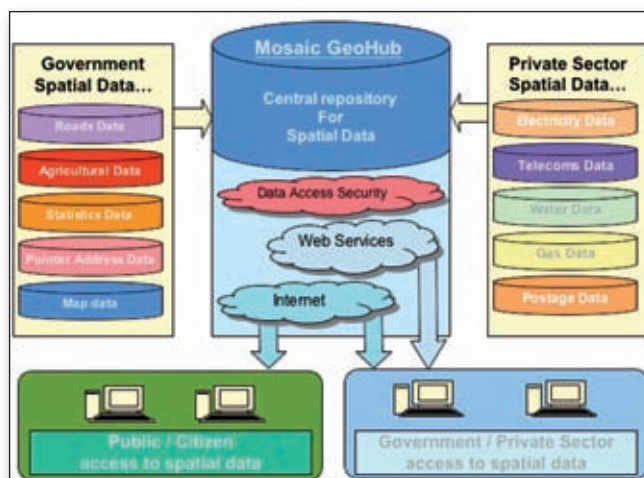 Government
Spatial Data...
Roads Data
Agricultural Data
Statistics Data
Pointer Address Data
Map data
Mosaic GeoHub
Central repository
For
Spatial Data
Data Access Security
Web Services
Internet
Private Sector
Spatial Data...
Electricity Data
Telecoms Data
Water Data
Gas Data
Postage Data
Public / Citizen
access to spatial data
Government / Private Sector
access to spatial data